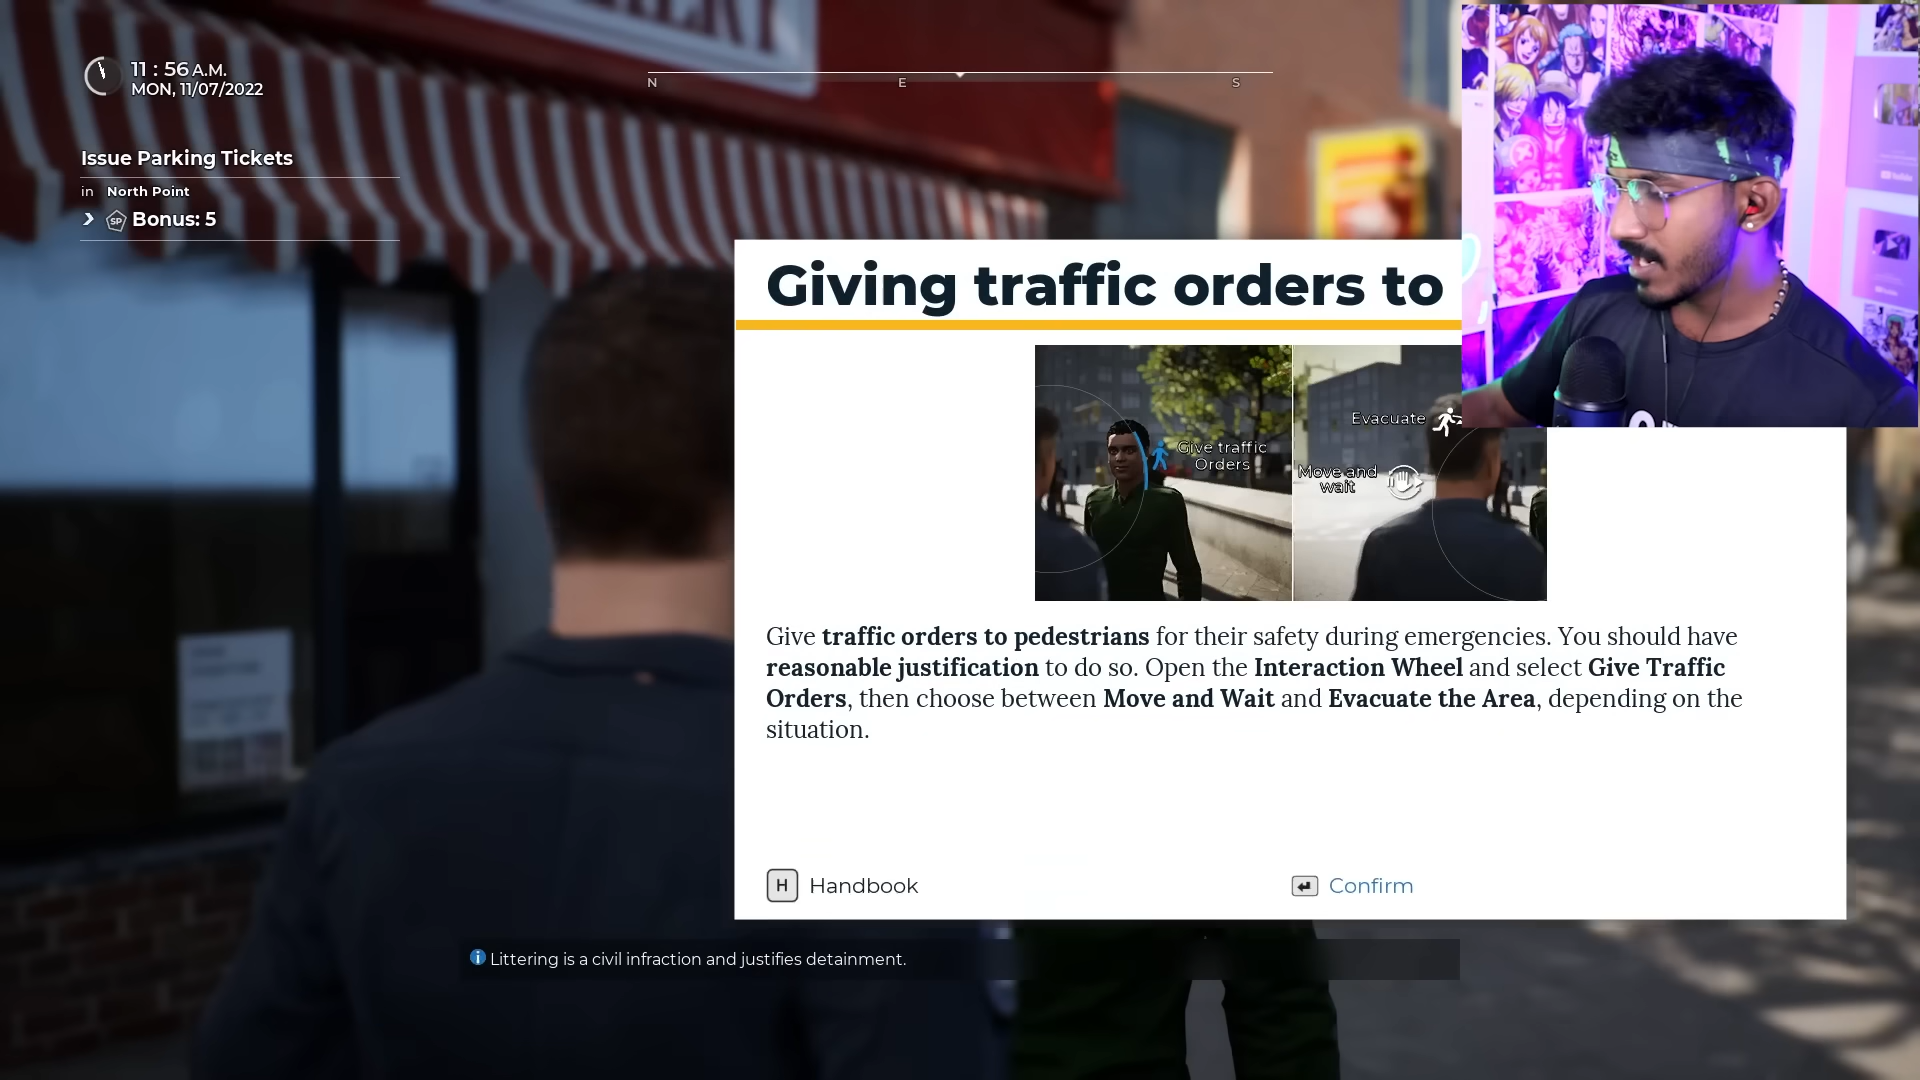 11 : 56 A.M.
MON, 11/07/2022
N E S
Issue Parking Tickets
in North Point
SP Bonus: 5
Giving traffic orders to
Give traffic
Orders
Evacuate
Move and
wait
Give traffic orders to pedestrians for their safety during emergencies. You should have
reasonable justification to do so. Open the Interaction Wheel and select Give Traffic
Orders, then choose between Move and Wait and Evacuate the Area, depending on the
situation.
H Handbook
Confirm
Littering is a civil infraction and justifies detainment.